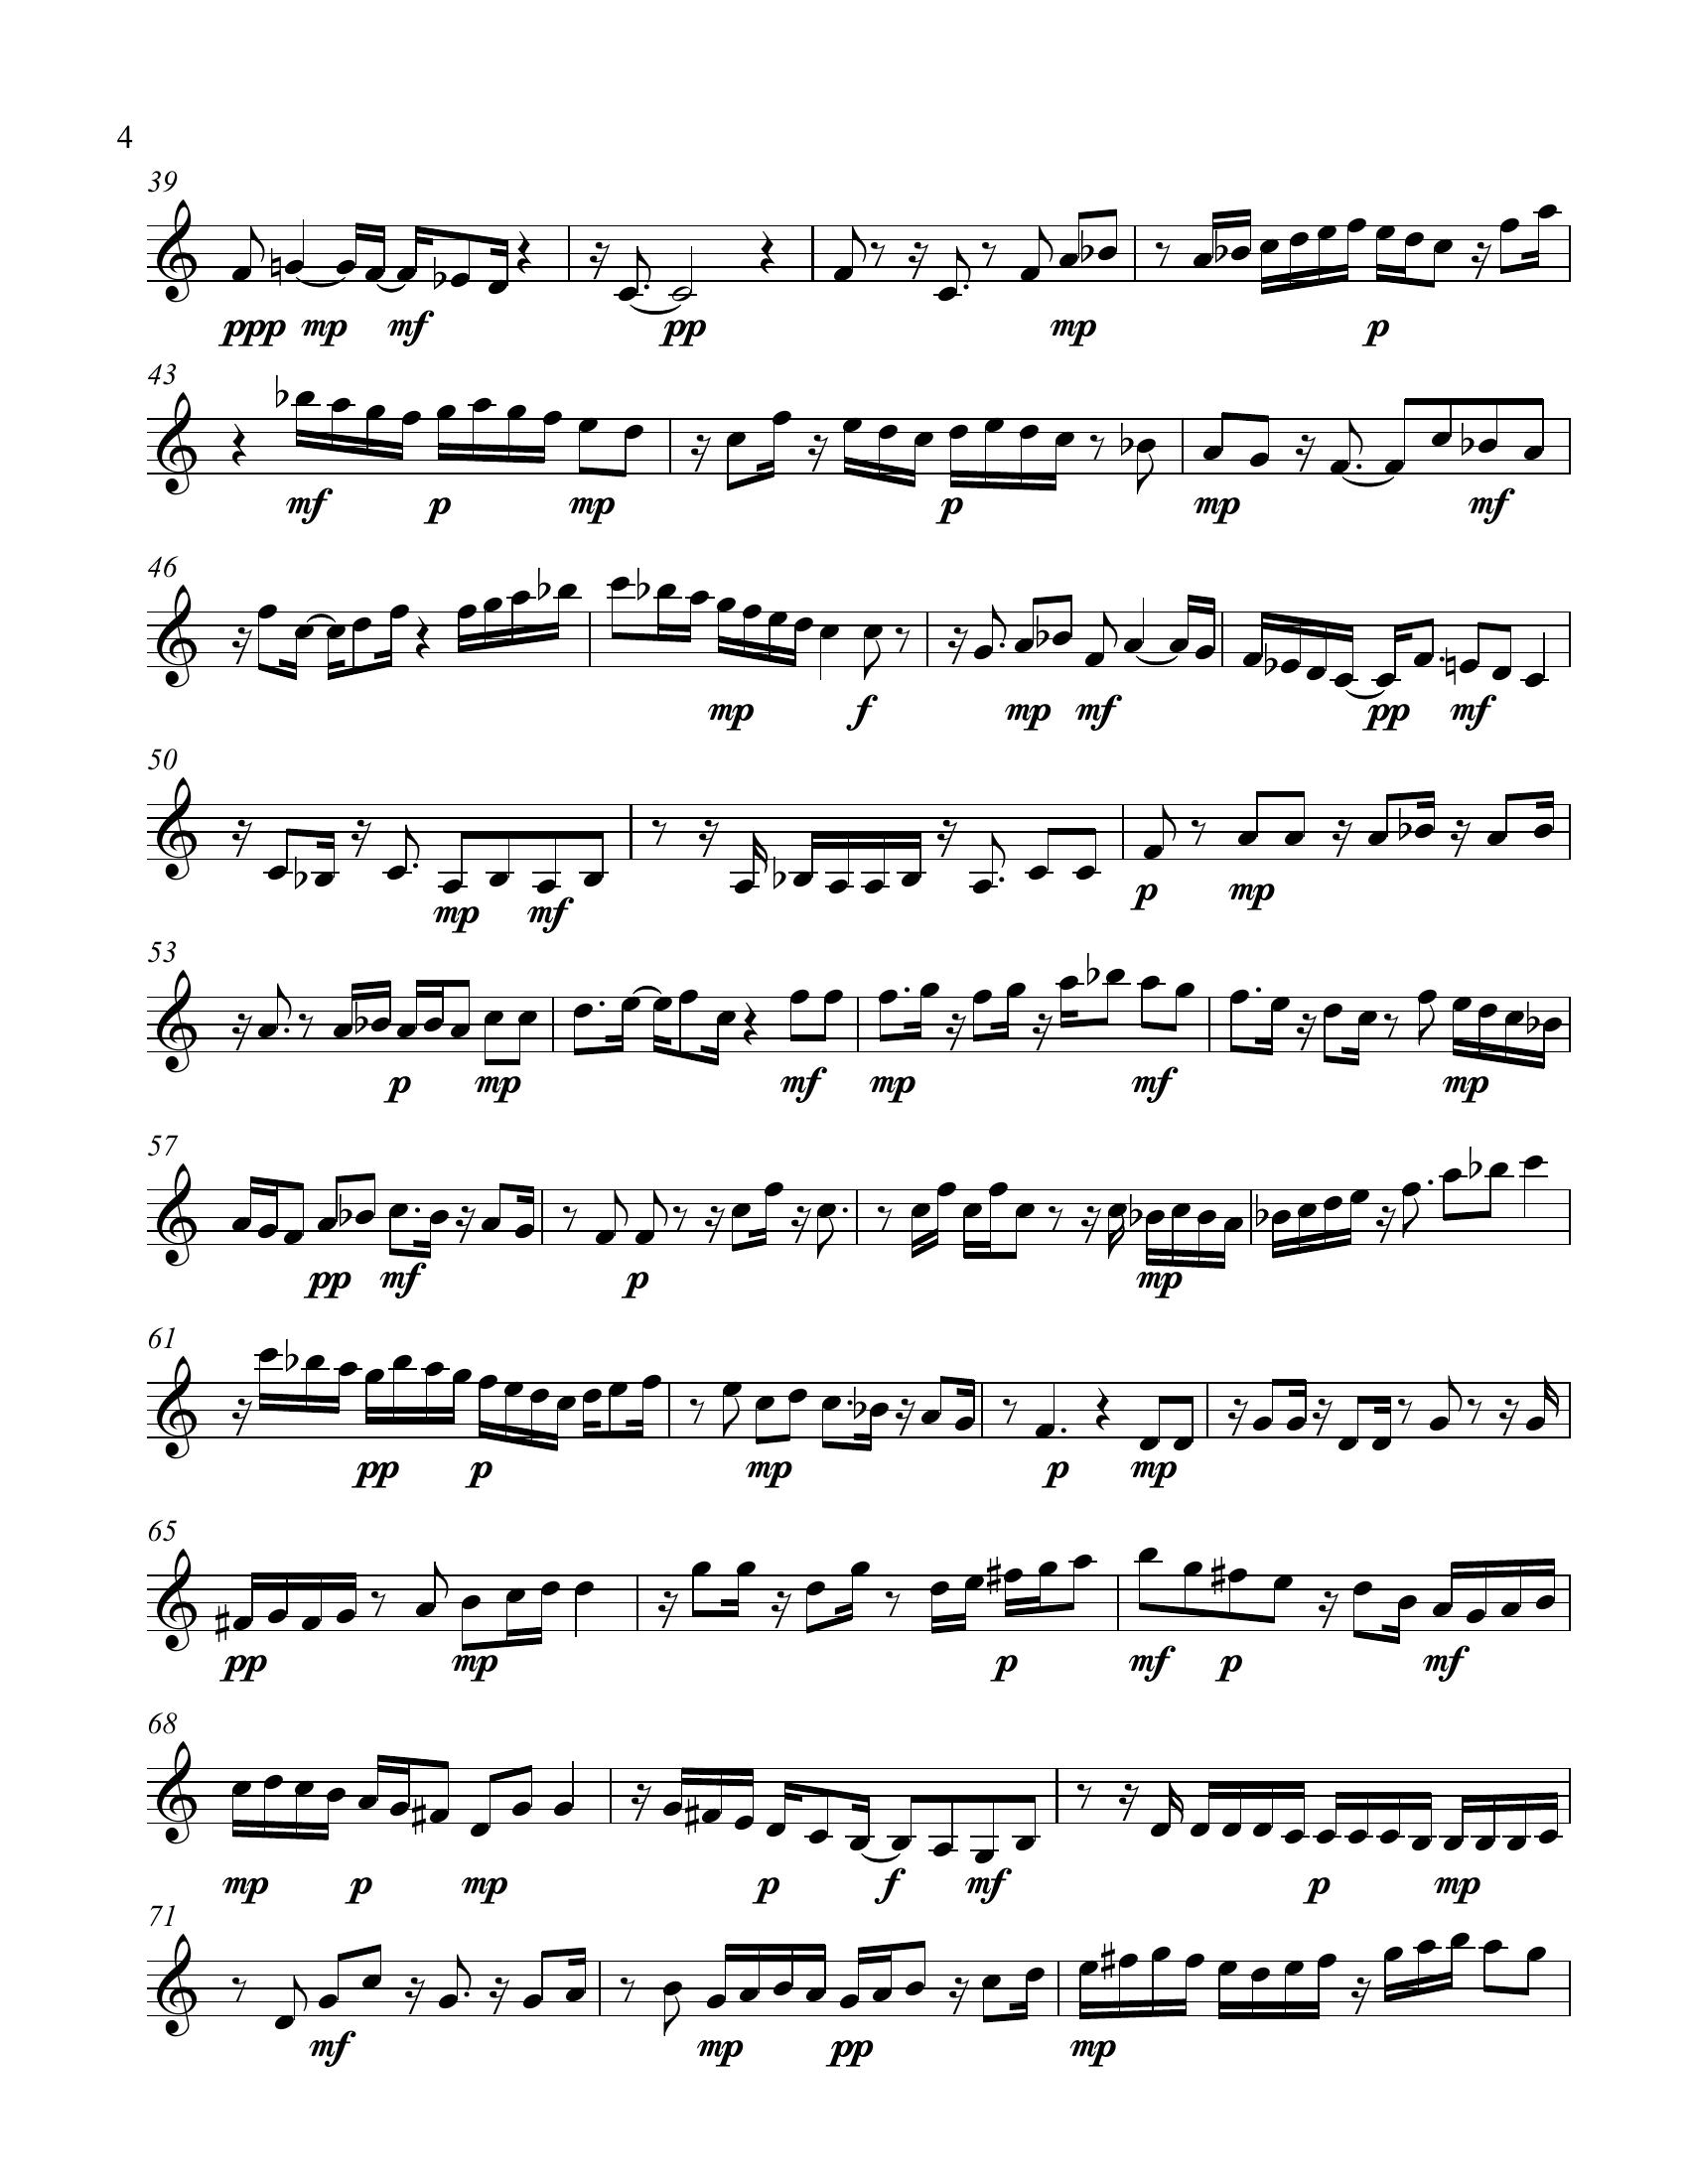 4
39
ppp mp mf pp mp p
43
mf p mp p mp mf
46
mp f mp mf pp mf
50
mp mf p mp
53
p mp mf mp mf mp
57
pp mf p mp
61
pp p mp p mp
65
pp mp p mf p mf
68
mp p mp p f mf p mp
71
mf mp pp mp